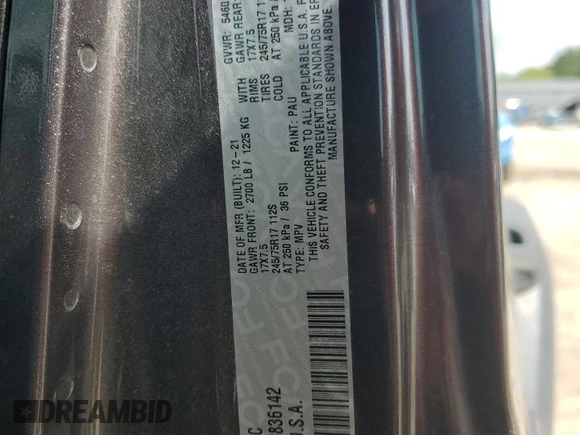 DATE OF MFR (BUILT): 12-21
GVWR: 5460
GAWR FRONT: 2700 LB / 1225 KG WITH
GAWR REAR:
17X7.5 RIMS
17X7.5
245/75R17 112S TIRES
245/75R17 11
AT 250 kPa / 36 PSI COLD
AT 250 kPa
TYPE: MPV
PAINT: PAU
MDH:
THIS VEHICLE CONFORMS TO ALL APPLICABLE U.S.A. F
SAFETY AND THEFT PREVENTION STANDARDS IN EF
MANUFACTURE SHOWN ABOVE.
C
836142
U.S.A.
DREAMBID